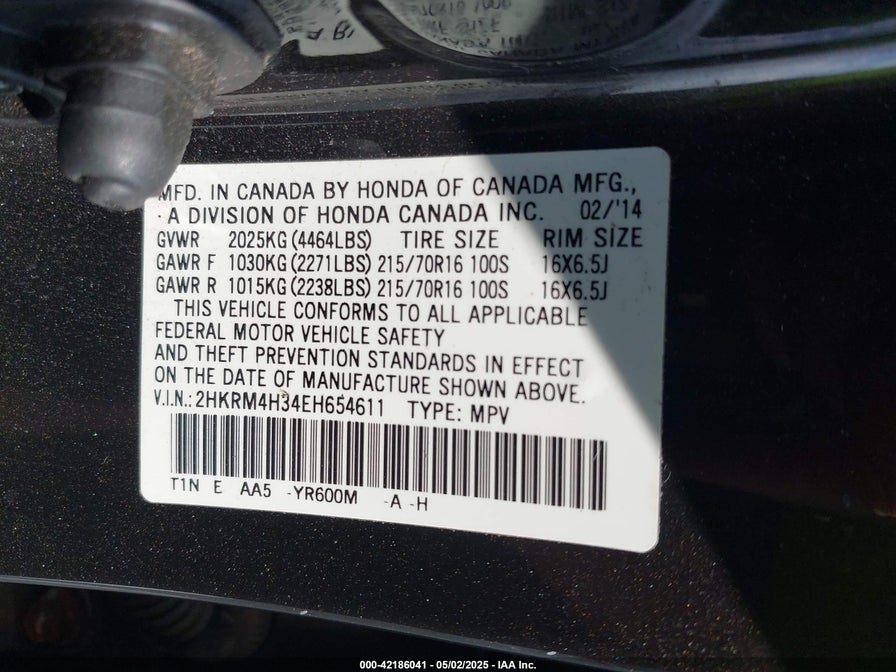 MFD. IN CANADA BY HONDA OF CANADA MFG.,
A DIVISION OF HONDA CANADA INC. 02/'14
GVWR 2025KG (4464LBS) TIRE SIZE RIM SIZE
GAWR F 1030KG (2271LBS) 215/70R16 100S 16X6.5J
GAWR R 1015KG (2238LBS) 215/70R16 100S 16X6.5J
THIS VEHICLE CONFORMS TO ALL APPLICABLE
FEDERAL MOTOR VEHICLE SAFETY
AND THEFT PREVENTION STANDARDS IN EFFECT
ON THE DATE OF MANUFACTURE SHOWN ABOVE.
V.I.N.: 2HKRM4H34EH654611 TYPE: MPV
T1N E AA5 -YR600M -A -H
000-42186041 - 05/02/2025 - IAA Inc.